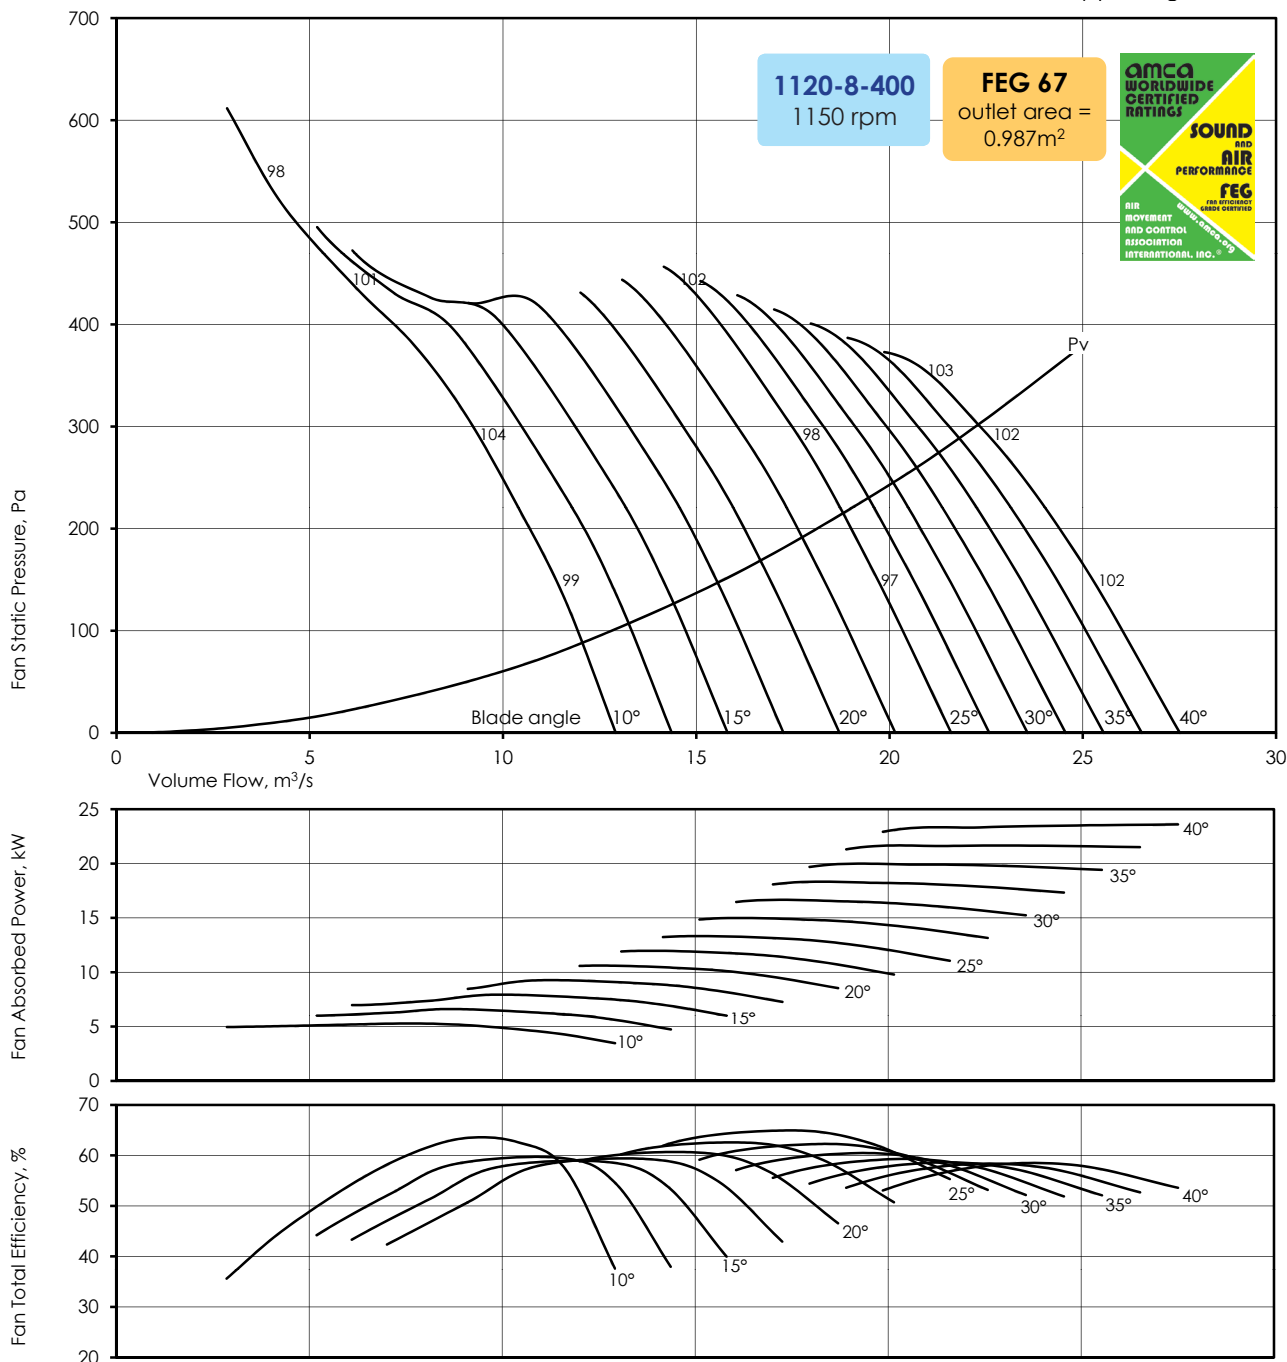 700
600
500
400
300
200
100
0
Fan Static Pressure, Pa
1120-8-400
1150 rpm
FEG 67
outlet area =
0.987m²
amca
WORLDWIDE
CERTIFIED
RATINGS
SOUND
AND
AIR
PERFORMANCE
FEG
FAN EFFICIENCY
GRADE CERTIFIED
www.amca.org
AIR
MOVEMENT
AND CONTROL
ASSOCIATION
INTERNATIONAL, INC.®
98
101
104
99
102
98
97
103
102
102
Pv
Blade angle 10° 15° 20° 25° 30° 35° 40°
0 5 10 15 20 25 30
Volume Flow, m³/s
25
20
15
10
5
0
Fan Absorbed Power, kW
40°
35°
30°
25°
20°
15°
10°
70
60
50
40
30
20
Fan Total Efficiency, %
10°
15°
20°
25°
30°
35°
40°